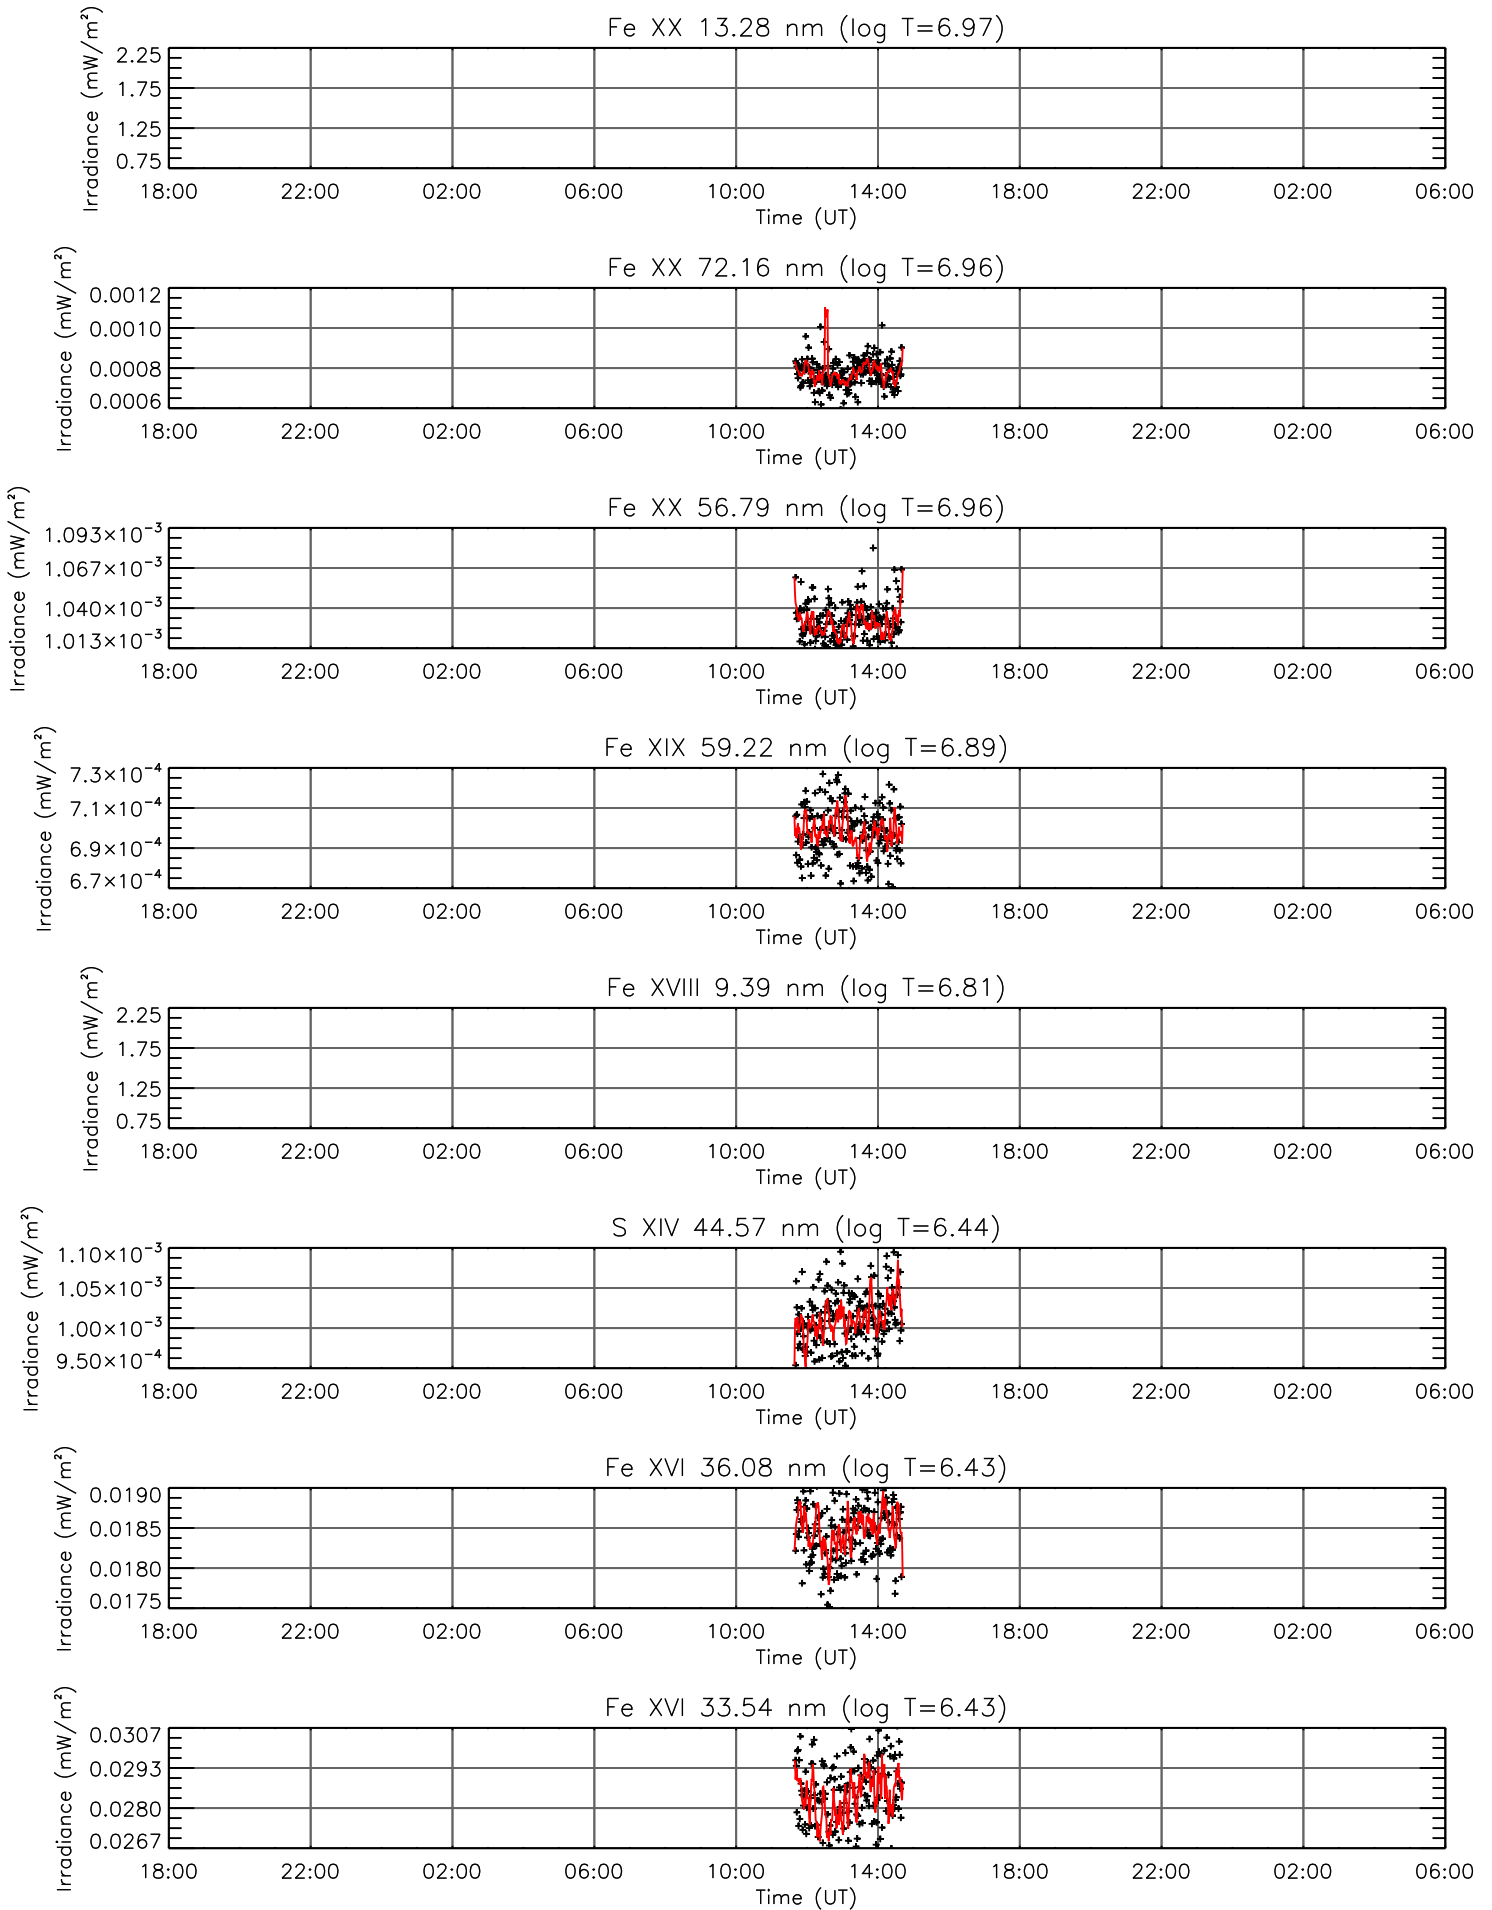 Fe XX 13.28 nm (log T=6.97)
Irradiance (mW/m²)
2.25
1.75
1.25
0.75
18:00 22:00 02:00 06:00 10:00 14:00 18:00 22:00 02:00 06:00
Time (UT)
Fe XX 72.16 nm (log T=6.96)
Irradiance (mW/m²)
0.0012
0.0010
0.0008
0.0006
18:00 22:00 02:00 06:00 10:00 14:00 18:00 22:00 02:00 06:00
Time (UT)
Fe XX 56.79 nm (log T=6.96)
Irradiance (mW/m²)
1.093×10⁻³
1.067×10⁻³
1.040×10⁻³
1.013×10⁻³
18:00 22:00 02:00 06:00 10:00 14:00 18:00 22:00 02:00 06:00
Time (UT)
Fe XIX 59.22 nm (log T=6.89)
Irradiance (mW/m²)
7.3×10⁻⁴
7.1×10⁻⁴
6.9×10⁻⁴
6.7×10⁻⁴
18:00 22:00 02:00 06:00 10:00 14:00 18:00 22:00 02:00 06:00
Time (UT)
Fe XVIII 9.39 nm (log T=6.81)
Irradiance (mW/m²)
2.25
1.75
1.25
0.75
18:00 22:00 02:00 06:00 10:00 14:00 18:00 22:00 02:00 06:00
Time (UT)
S XIV 44.57 nm (log T=6.44)
Irradiance (mW/m²)
1.10×10⁻³
1.05×10⁻³
1.00×10⁻³
9.50×10⁻⁴
18:00 22:00 02:00 06:00 10:00 14:00 18:00 22:00 02:00 06:00
Time (UT)
Fe XVI 36.08 nm (log T=6.43)
Irradiance (mW/m²)
0.0190
0.0185
0.0180
0.0175
18:00 22:00 02:00 06:00 10:00 14:00 18:00 22:00 02:00 06:00
Time (UT)
Fe XVI 33.54 nm (log T=6.43)
Irradiance (mW/m²)
0.0307
0.0293
0.0280
0.0267
18:00 22:00 02:00 06:00 10:00 14:00 18:00 22:00 02:00 06:00
Time (UT)